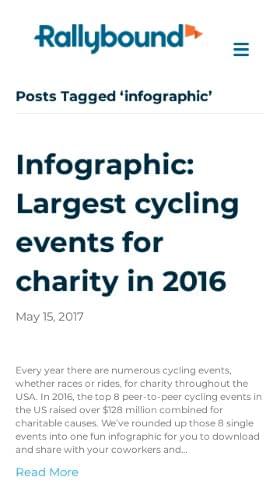 Rallybound
Posts Tagged ‘infographic’
Infographic:
Largest cycling
events for
charity in 2016
May 15, 2017
Every year there are numerous cycling events,
whether races or rides, for charity throughout the
USA. In 2016, the top 8 peer-to-peer cycling events in
the US raised over $128 million combined for
charitable causes. We’ve rounded up those 8 single
events into one fun infographic for you to download
and share with your coworkers and...
Read More